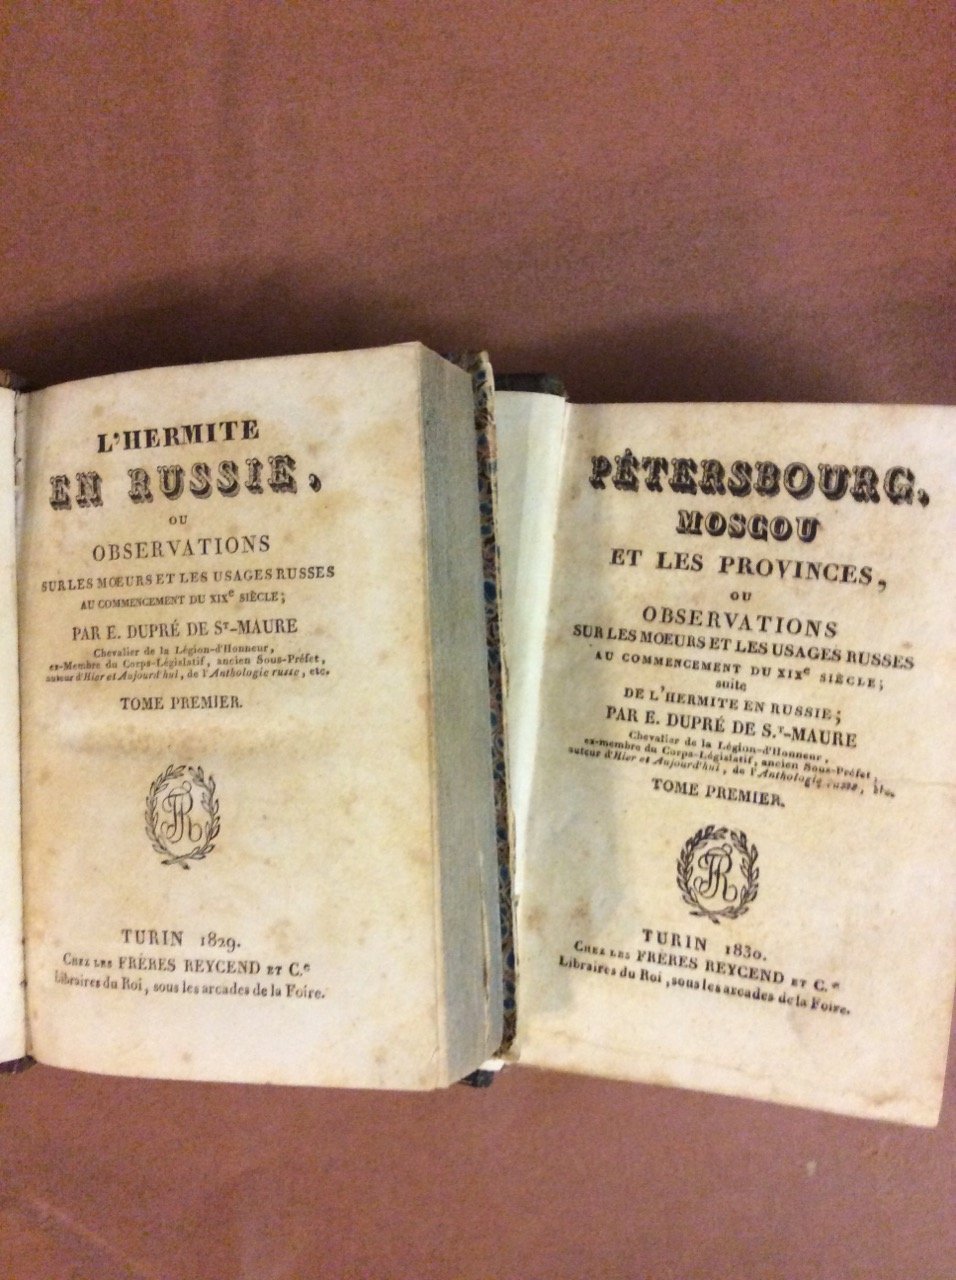 L'HERMITE
EN RUSSIE,
OU
OBSERVATIONS
SUR LES MŒURS ET LES USAGES RUSSES
AU COMMENCEMENT DU XIXe SIÈCLE;
PAR E. DUPRÉ DE ST-MAURE
Chevalier de la Légion-d'Honneur,
ex-Membre du Corps-Législatif, ancien Sous-Préfet,
auteur d'Hier et Aujourd'hui, de l'Anthologie russe, etc.
TOME PREMIER.
FR
TURIN 1829.
CHEZ LES FRÈRES REYCEND ET C.e
Libraires du Roi, sous les arcades de la Foire.
PÉTERSBOURG,
MOSCOU
ET LES PROVINCES,
OU
OBSERVATIONS
SUR LES MŒURS ET LES USAGES RUSSES
AU COMMENCEMENT DU XIXe SIÈCLE;
suite
DE L'HERMITE EN RUSSIE;
PAR E. DUPRÉ DE S.T-MAURE
Chevalier de la Légion-d'Honneur,
ex-membre du Corps-Législatif, ancien Sous-Préfet,
auteur d'Hier et Aujourd'hui, de l'Anthologie russe, etc.
TOME PREMIER.
FR
TURIN 1830.
CHEZ LES FRÈRES REYCEND ET C.e
Libraires du Roi, sous les arcades de la Foire.